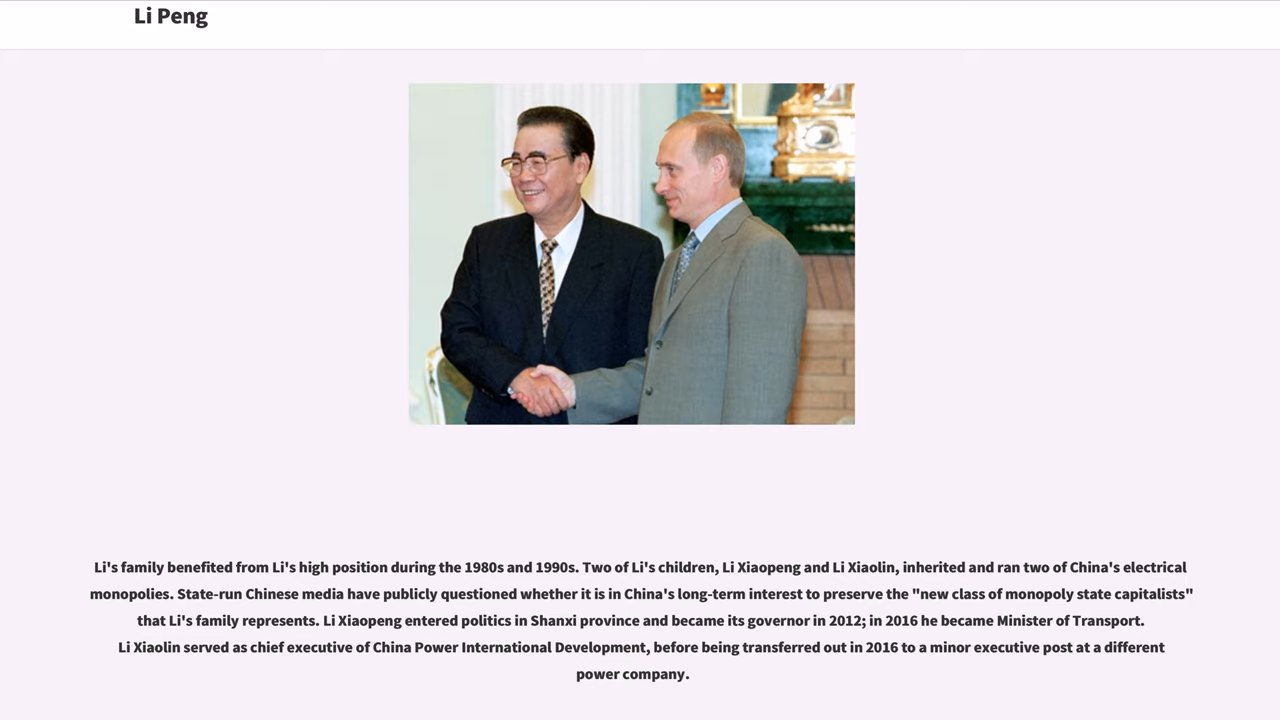 Li Peng
Li's family benefited from Li's high position during the 1980s and 1990s. Two of Li's children, Li Xiaopeng and Li Xiaolin, inherited and ran two of China's electrical
monopolies. State-run Chinese media have publicly questioned whether it is in China's long-term interest to preserve the "new class of monopoly state capitalists"
that Li's family represents. Li Xiaopeng entered politics in Shanxi province and became its governor in 2012; in 2016 he became Minister of Transport.
Li Xiaolin served as chief executive of China Power International Development, before being transferred out in 2016 to a minor executive post at a different
power company.